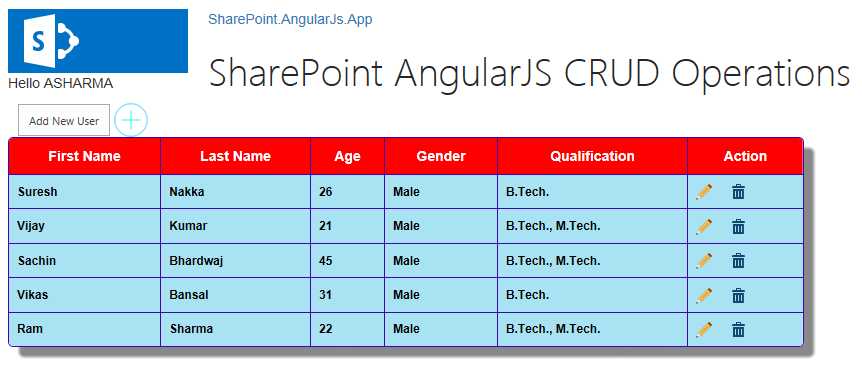 SharePoint.AngularJs.App
S
Hello ASHARMA
SharePoint AngularJS CRUD Operations
Add New User
First Name Last Name Age Gender Qualification Action
Suresh Nakka 26 Male B.Tech.
Vijay Kumar 21 Male B.Tech., M.Tech.
Sachin Bhardwaj 45 Male B.Tech., M.Tech.
Vikas Bansal 31 Male B.Tech.
Ram Sharma 22 Male B.Tech., M.Tech.